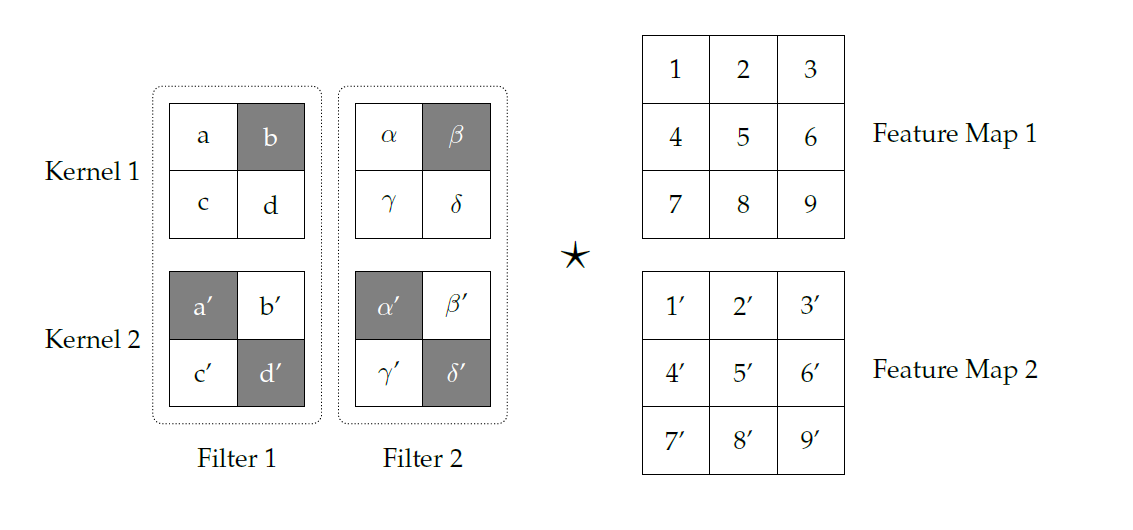 Kernel 1
a b
c d
α β
γ δ
Kernel 2
a′ b′
c′ d′
α′ β′
γ′ δ′
Filter 1
Filter 2
★
1 2 3
4 5 6
7 8 9
Feature Map 1
1′ 2′ 3′
4′ 5′ 6′
7′ 8′ 9′
Feature Map 2